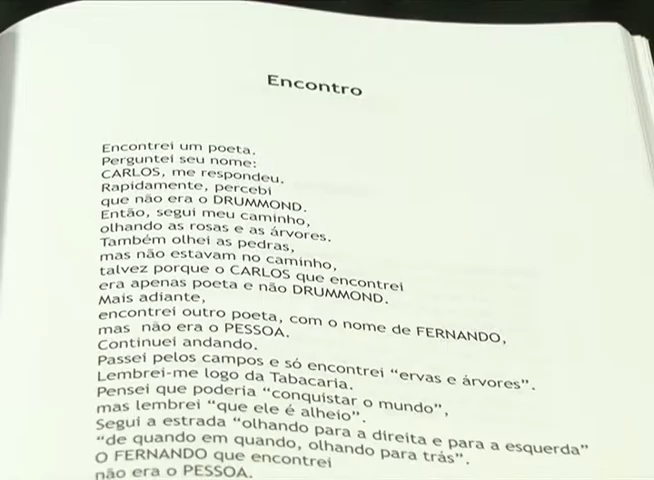 Encontro
Encontrei um poeta.
Perguntei seu nome:
CARLOS, me respondeu.
Rapidamente, percebi
que não era o DRUMMOND.
Então, segui meu caminho,
olhando as rosas e as árvores.
Também olhei as pedras,
mas não estavam no caminho,
talvez porque o CARLOS que encontrei
era apenas poeta e não DRUMMOND.
Mais adiante,
encontrei outro poeta, com o nome de FERNANDO,
mas não era o PESSOA.
Continuei andando.
Passei pelos campos e só encontrei “ervas e árvores”.
Lembrei-me logo da Tabacaria.
Pensei que poderia “conquistar o mundo”,
mas lembrei “que ele é alheio”.
Segui a estrada “olhando para a direita e para a esquerda”
“de quando em quando, olhando para trás”.
O FERNANDO que encontrei
não era o PESSOA.